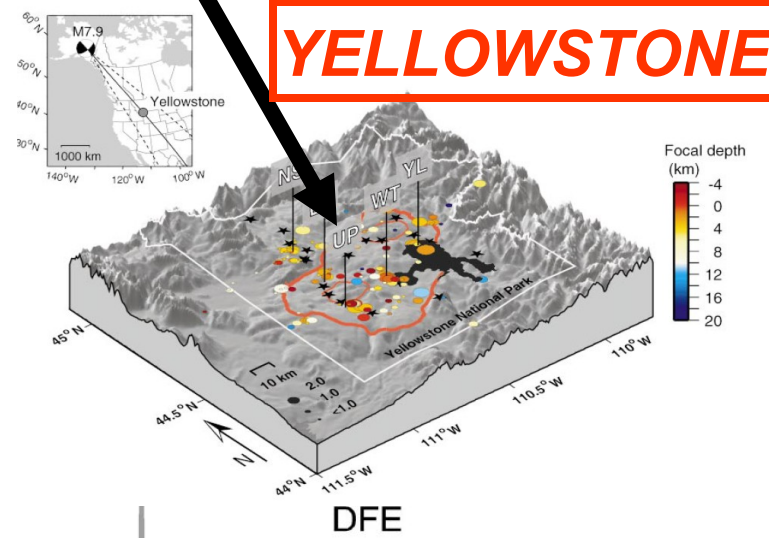 YELLOWSTONE
60°N
M7.9
50°N
Yellowstone
40°N
30°N
1000 km
140°W
120°W
100°W
Focal depth
(km)
-4
0
4
8
12
16
20
YL
WT
UP
Yellowstone National Park
10 km
2.0
1.0
<1.0
N
45°N
44.5°N
44°N
111.5°W
111°W
110.5°W
110°W
DFE